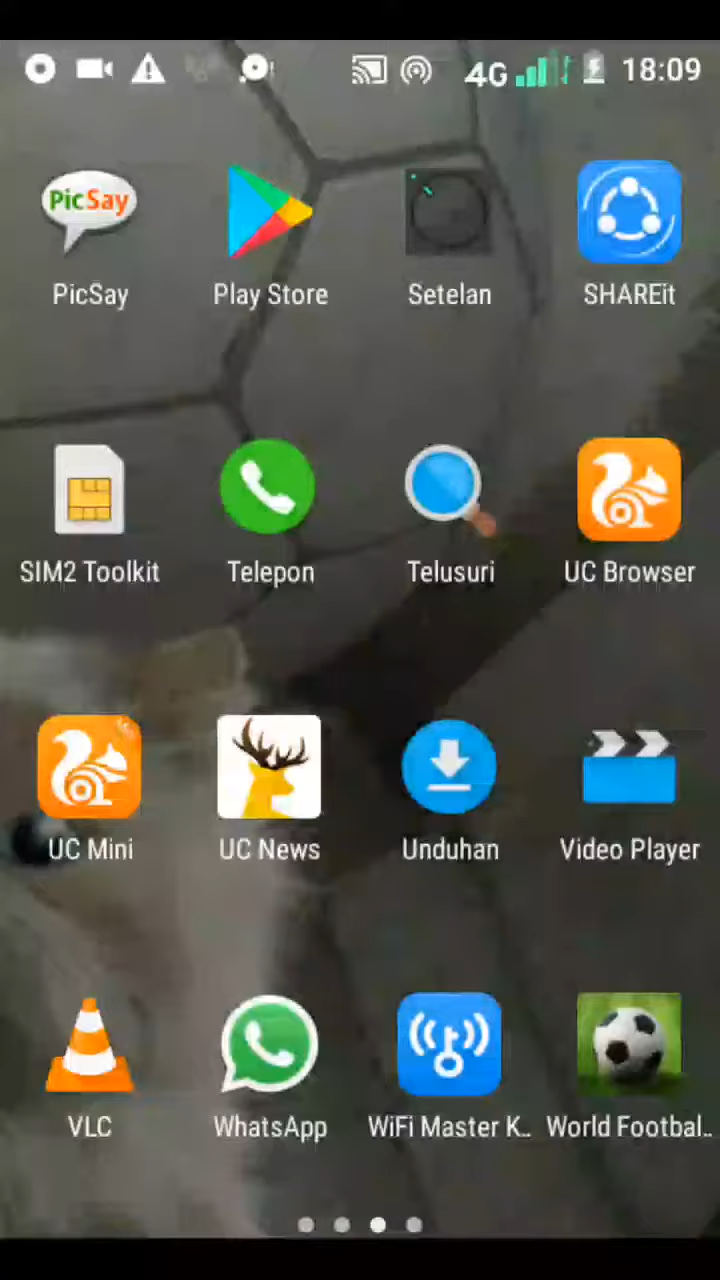 4G 18:09
PicSay
PicSay Play Store Setelan SHAREit
SIM2 Toolkit Telepon Telusuri UC Browser
UC Mini UC News Unduhan Video Player
VLC WhatsApp WiFi Master K.. World Footbal..